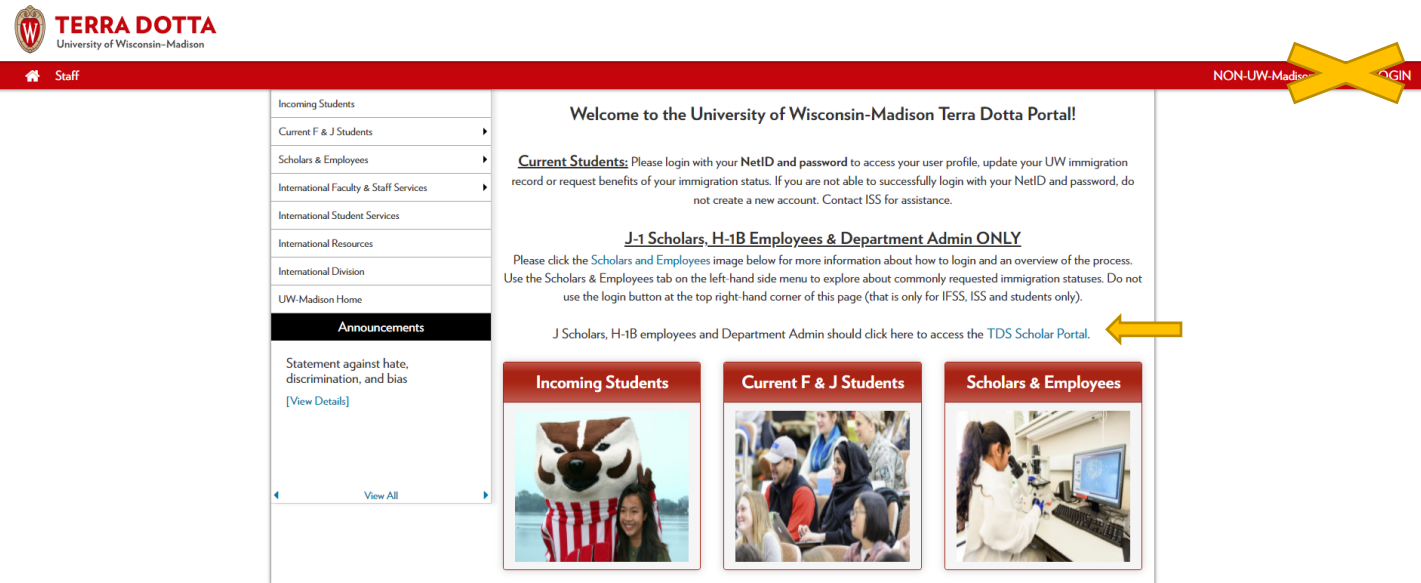 W
TERRA DOTTA
University of Wisconsin–Madison
Staff
NON-UW-Madison
Incoming Students
Current F & J Students
Scholars & Employees
International Faculty & Staff Services
International Student Services
International Resources
International Division
UW-Madison Home
Announcements
Statement against hate,
discrimination, and bias
[View Details]
View All
Welcome to the University of Wisconsin-Madison Terra Dotta Portal!
Current Students: Please login with your NetID and password to access your user profile, update your UW immigration
record or request benefits of your immigration status. If you are not able to successfully login with your NetID and password, do
not create a new account. Contact ISS for assistance.
J-1 Scholars, H-1B Employees & Department Admin ONLY
Please click the Scholars and Employees image below for more information about how to login and an overview of the process.
Use the Scholars & Employees tab on the left-hand side menu to explore about commonly requested immigration statuses. Do not
use the login button at the top right-hand corner of this page (that is only for IFSS, ISS and students only).
J Scholars, H-1B employees and Department Admin should click here to access the TDS Scholar Portal.
Incoming Students
Current F & J Students
Scholars & Employees